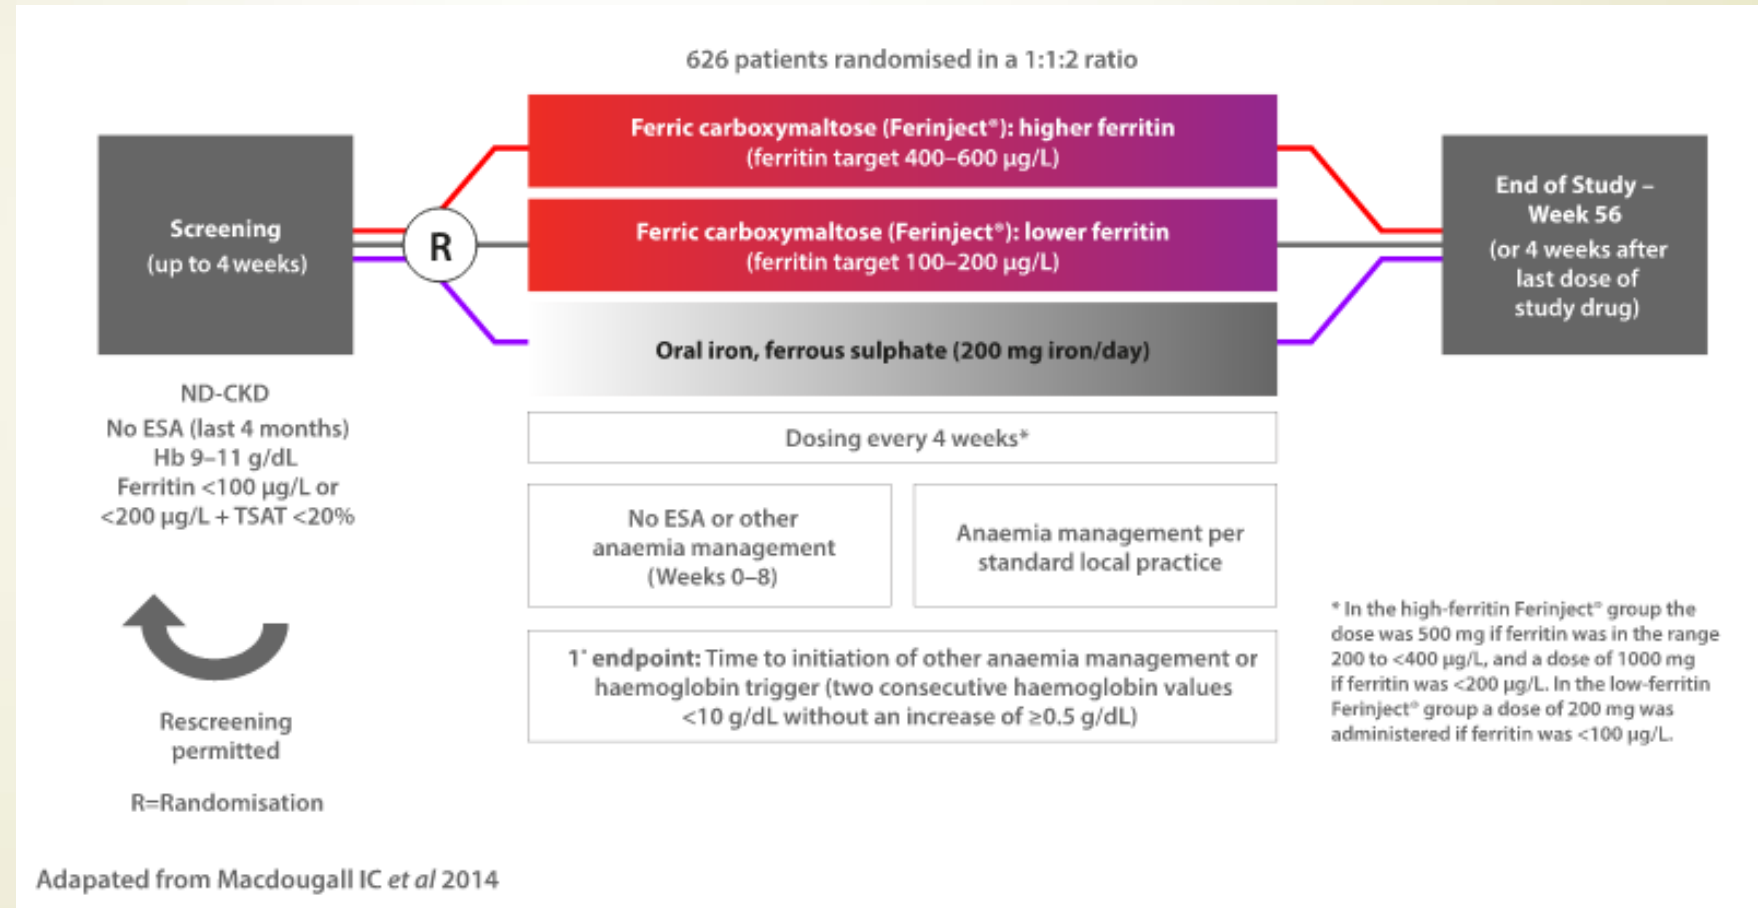 626 patients randomised in a 1:1:2 ratio
Screening
(up to 4 weeks)
R
Ferric carboxymaltose (Ferinject®): higher ferritin
(ferritin target 400–600 µg/L)
Ferric carboxymaltose (Ferinject®): lower ferritin
(ferritin target 100–200 µg/L)
Oral iron, ferrous sulphate (200 mg iron/day)
End of Study –
Week 56
(or 4 weeks after
last dose of
study drug)
ND-CKD
No ESA (last 4 months)
Hb 9–11 g/dL
Ferritin <100 µg/L or
<200 µg/L + TSAT <20%
Dosing every 4 weeks*
No ESA or other
anaemia management
(Weeks 0–8)
Anaemia management per
standard local practice
1° endpoint: Time to initiation of other anaemia management or
haemoglobin trigger (two consecutive haemoglobin values
<10 g/dL without an increase of ≥0.5 g/dL)
* In the high-ferritin Ferinject® group the
dose was 500 mg if ferritin was in the range
200 to <400 µg/L, and a dose of 1000 mg
if ferritin was <200 µg/L. In the low-ferritin
Ferinject® group a dose of 200 mg was
administered if ferritin was <100 µg/L.
Rescreening
permitted
R=Randomisation
Adapated from Macdougall IC et al 2014